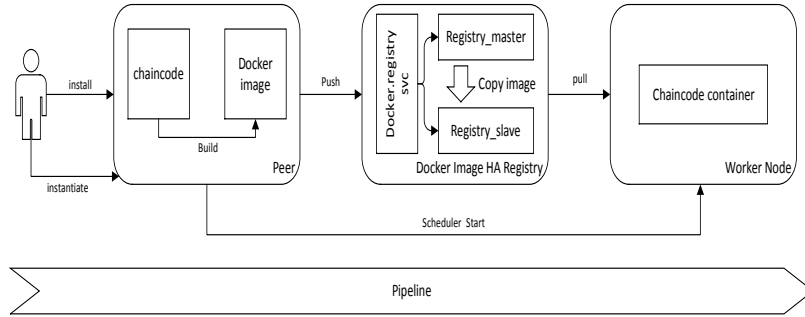 install
instantiate
chaincode
Docker
image
Build
Peer
Push
Docker.registry
svc
Registry_master
Copy image
Registry_slave
Docker Image HA Registry
pull
Chaincode container
Worker Node
Scheduler Start
Pipeline